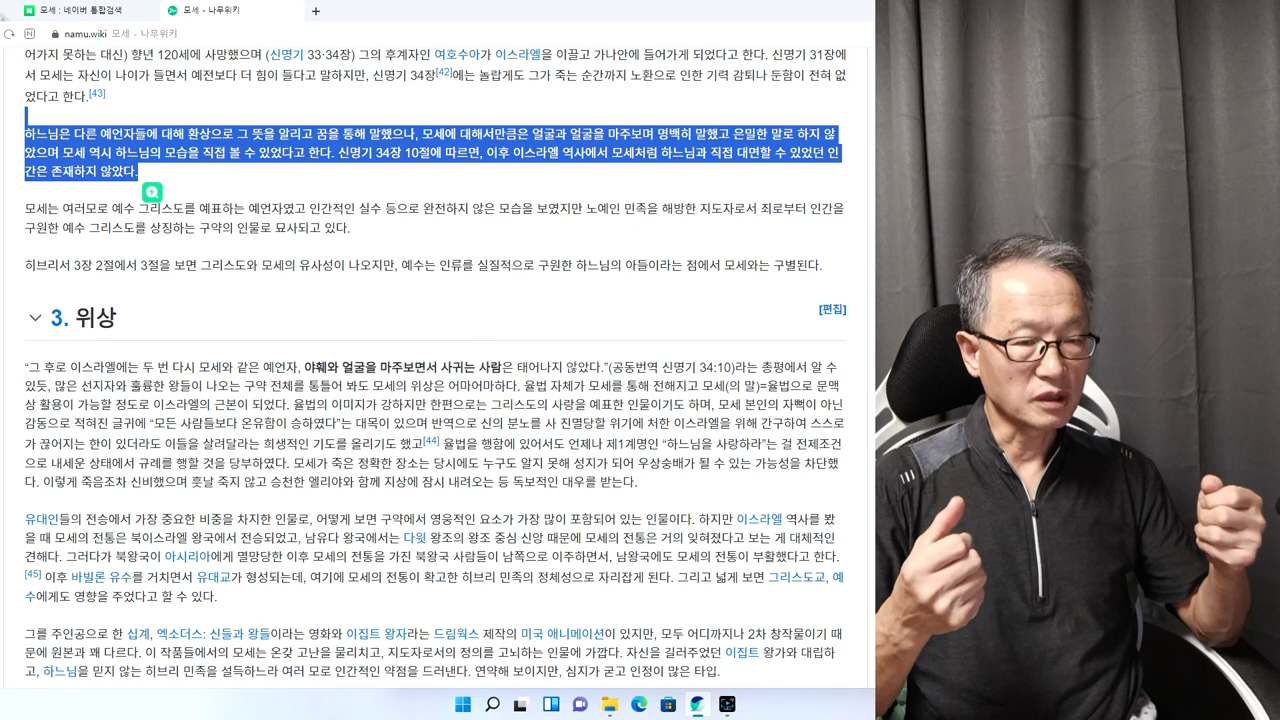 모세 : 네이버 통합검색
모세 - 나무위키
namu.wiki 모세 - 나무위키
어가지 못하는 대신) 향년 120세에 사망했으며 (신명기 33·34장) 그의 후계자인 여호수아가 이스라엘을 이끌고 가나안에 들어가게 되었다고 한다. 신명기 31장에
서 모세는 자신이 나이가 들면서 예전보다 더 힘이 들다고 말하지만, 신명기 34장[42]에는 놀랍게도 그가 죽는 순간까지 노환으로 인한 기력 감퇴나 둔함이 전혀 없
었다고 한다.[43]
하느님은 다른 예언자들에 대해 환상으로 그 뜻을 알리고 꿈을 통해 말했으나, 모세에 대해서만큼은 얼굴과 얼굴을 마주보며 명백히 말했고 은밀한 말로 하지 않
았으며 모세 역시 하느님의 모습을 직접 볼 수 있었다고 한다. 신명기 34장 10절에 따르면, 이후 이스라엘 역사에서 모세처럼 하느님과 직접 대면할 수 있었던 인
간은 존재하지 않았다.
모세는 여러모로 예수 그리스도를 예표하는 예언자였고 인간적인 실수 등으로 완전하지 않은 모습을 보였지만 노예인 민족을 해방한 지도자로서 죄로부터 인간을
구원한 예수 그리스도를 상징하는 구약의 인물로 묘사되고 있다.
히브리서 3장 2절에서 3절을 보면 그리스도와 모세의 유사성이 나오지만, 예수는 인류를 실질적으로 구원한 하느님의 아들이라는 점에서 모세와는 구별된다.
3. 위상
[편집]
“그 후로 이스라엘에는 두 번 다시 모세와 같은 예언자, 야훼와 얼굴을 마주보면서 사귀는 사람은 태어나지 않았다.”(공동번역 신명기 34:10)라는 총평에서 알 수
있듯, 많은 선지자와 훌륭한 왕들이 나오는 구약 전체를 통틀어 봐도 모세의 위상은 어마어마하다. 율법 자체가 모세를 통해 전해지고 모세(의 말)=율법으로 문맥
상 활용이 가능할 정도로 이스라엘의 근본이 되었다. 율법의 이미지가 강하지만 한편으로는 그리스도의 사랑을 예표한 인물이기도 하며, 모세 본인의 자뻑이 아닌
감동으로 적혀진 글귀에 “모든 사람들보다 온유함이 승하였다”는 대목이 있으며 반역으로 신의 분노를 사 진멸당할 위기에 처한 이스라엘을 위해 간구하여 스스로
가 끊어지는 한이 있더라도 이들을 살려달라는 희생적인 기도를 올리기도 했고[44] 율법을 행함에 있어서도 언제나 제1계명인 “하느님을 사랑하라”는 걸 전제조건
으로 내세운 상태에서 규례를 행할 것을 당부하였다. 모세가 죽은 정확한 장소는 당시에도 누구도 알지 못해 성지가 되어 우상숭배가 될 수 있는 가능성을 차단했
다. 이렇게 죽음조차 신비했으며 훗날 죽지 않고 승천한 엘리야와 함께 지상에 잠시 내려오는 등 독보적인 대우를 받는다.
유대인들의 전승에서 가장 중요한 비중을 차지한 인물로, 어떻게 보면 구약에서 영웅적인 요소가 가장 많이 포함되어 있는 인물이다. 하지만 이스라엘 역사를 봤
을 때 모세의 전통은 북이스라엘 왕국에서 전승되었고, 남유다 왕국에서는 다윗 왕조의 왕조 중심 신앙 때문에 모세의 전통은 거의 잊혀졌다고 보는 게 대체적인
견해다. 그러다가 북왕국이 아시리아에게 멸망당한 이후 모세의 전통을 가진 북왕국 사람들이 남쪽으로 이주하면서, 남왕국에도 모세의 전통이 부활했다고 한다.
[45] 이후 바빌론 유수를 거치면서 유대교가 형성되는데, 여기에 모세의 전통이 확고한 히브리 민족의 정체성으로 자리잡게 된다. 그리고 넓게 보면 그리스도교, 예
수에게도 영향을 주었다고 할 수 있다.
그를 주인공으로 한 십계, 엑소더스: 신들과 왕들이라는 영화와 이집트 왕자라는 드림웍스 제작의 미국 애니메이션이 있지만, 모두 어디까지나 2차 창작물이기 때
문에 원본과 꽤 다르다. 이 작품들에서의 모세는 온갖 고난을 물리치고, 지도자로서의 정의를 고뇌하는 인물에 가깝다. 자신을 길러주었던 이집트 왕가와 대립하
고, 하느님을 믿지 않는 히브리 민족을 설득하느라 여러 모로 인간적인 약점을 드러낸다. 연약해 보이지만, 심지가 굳고 인정이 많은 타입.